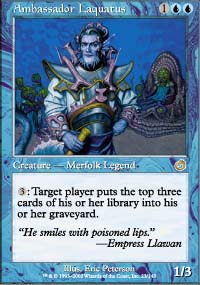 Ambassador Laquatus 1
Creature — Merfolk Legend
3: Target player puts the top three
cards of his or her library into his
or her graveyard.
“He smiles with poisoned lips.”
—Empress Llawan
Illus. Eric Peterson
™ & © 1993–2002 Wizards of the Coast, Inc. 23/143
1/3